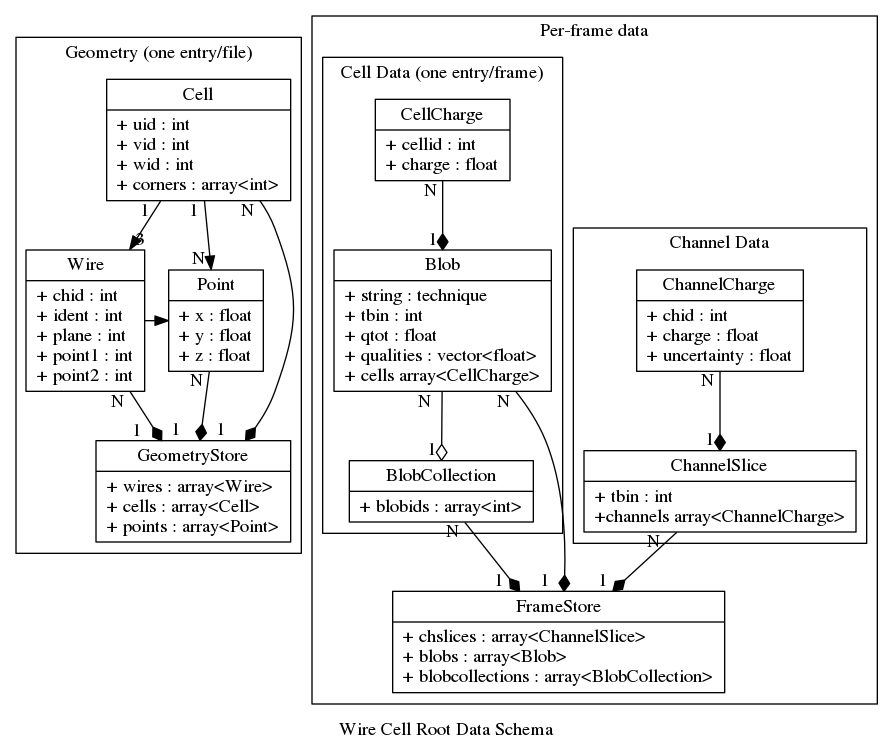 Geometry (one entry/file)
Cell
+ uid : int
+ vid : int
+ wid : int
+ corners : array<int>
1
1
N
3
N
Wire
+ chid : int
+ ident : int
+ plane : int
+ point1 : int
+ point2 : int
Point
+ x : float
+ y : float
+ z : float
N
N
1
1
1
GeometryStore
+ wires : array<Wire>
+ cells : array<Cell>
+ points : array<Point>
Per-frame data
Cell Data (one entry/frame)
CellCharge
+ cellid : int
+ charge : float
N
1
Blob
+ string : technique
+ tbin : int
+ qtot : float
+ qualities : vector<float>
+ cells array<CellCharge>
N
N
1
BlobCollection
+ blobids : array<int>
N
Channel Data
ChannelCharge
+ chid : int
+ charge : float
+ uncertainty : float
N
1
ChannelSlice
+ tbin : int
+channels array<ChannelCharge>
N
1
1
1
FrameStore
+ chslices : array<ChannelSlice>
+ blobs : array<Blob>
+ blobcollections : array<BlobCollection>
Wire Cell Root Data Schema